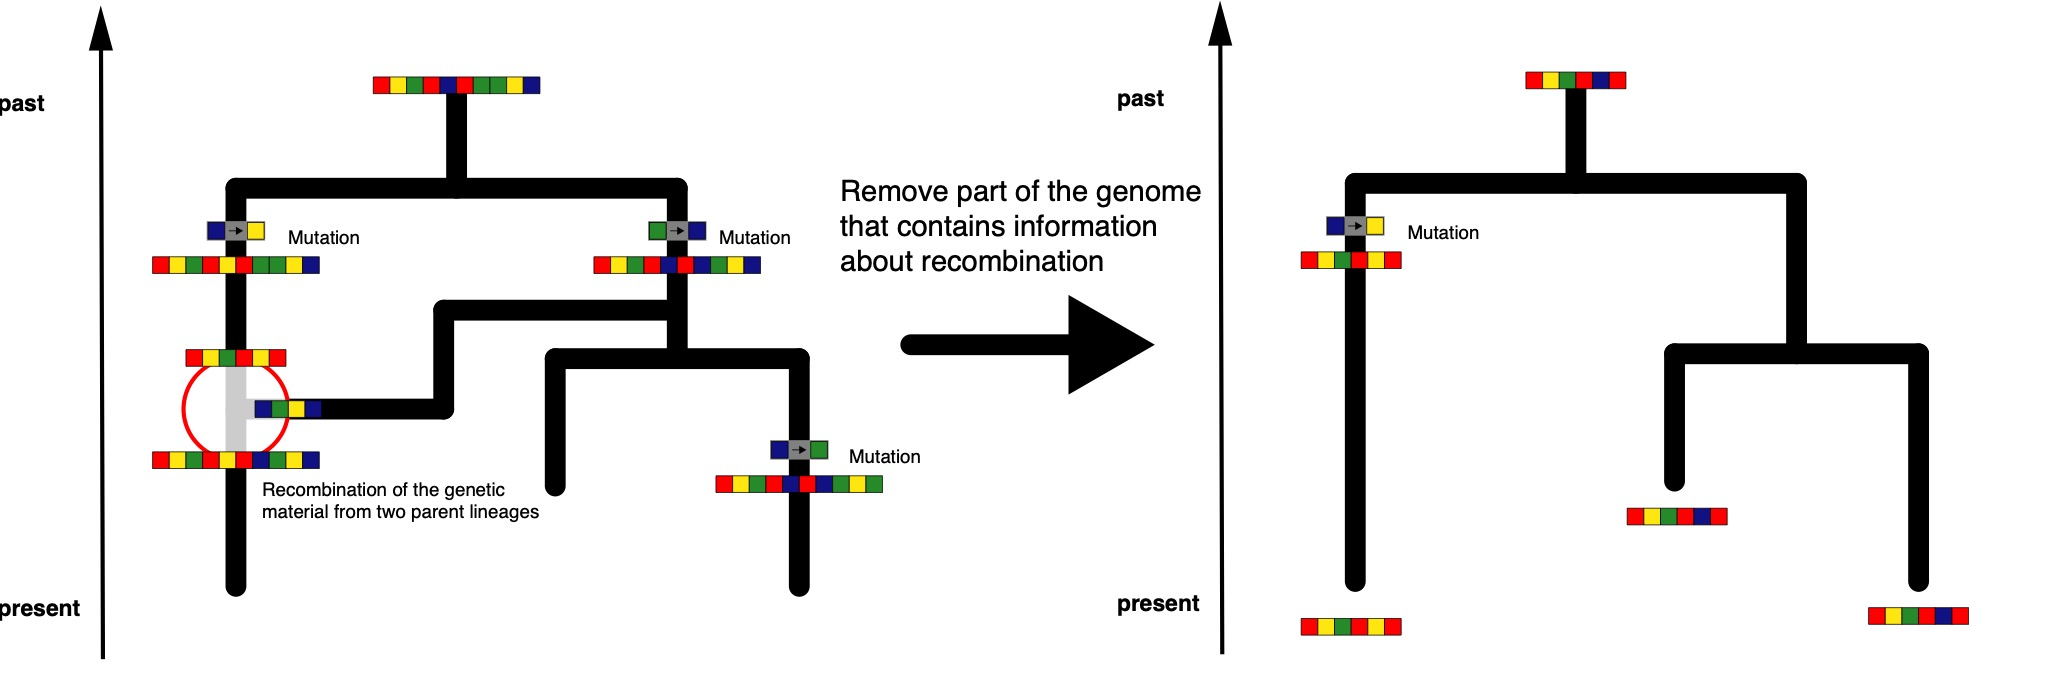 past
Mutation
Mutation
Recombination of the genetic
material from two parent lineages
Mutation
present
Remove part of the genome
that contains information
about recombination
past
Mutation
present